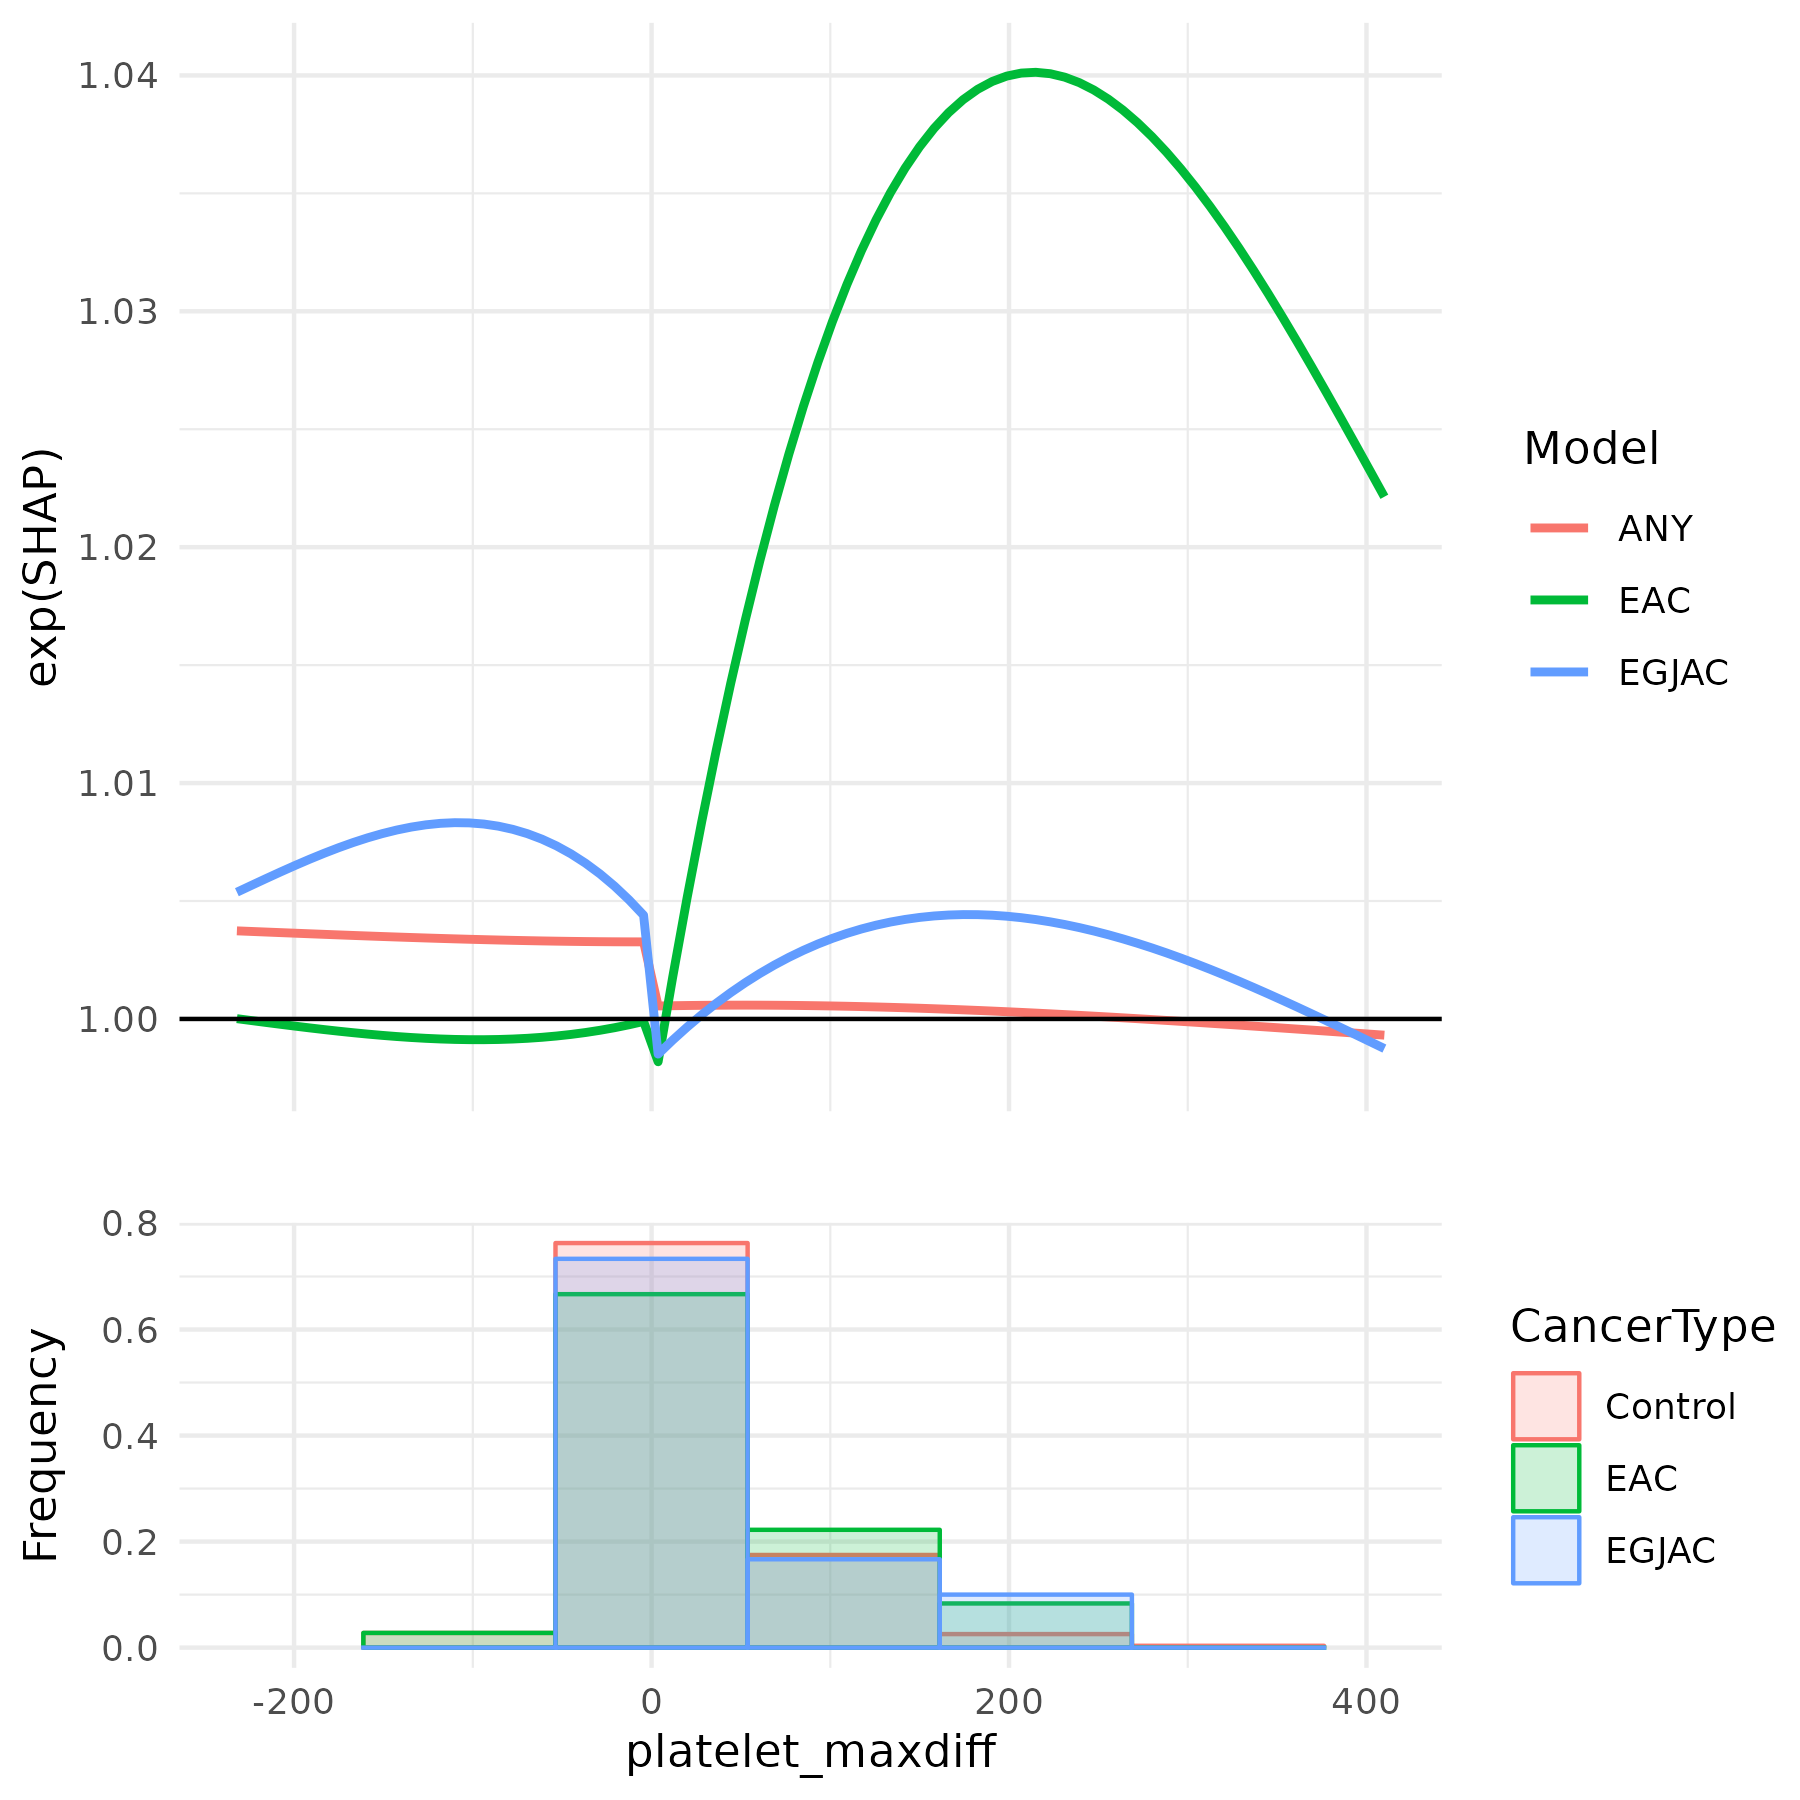 1.04
1.03
1.02
1.01
1.00
exp(SHAP)
Model
ANY
EAC
EGJAC
0.8
0.6
0.4
0.2
0.0
Frequency
-200
0
200
400
platelet_maxdiff
CancerType
Control
EAC
EGJAC